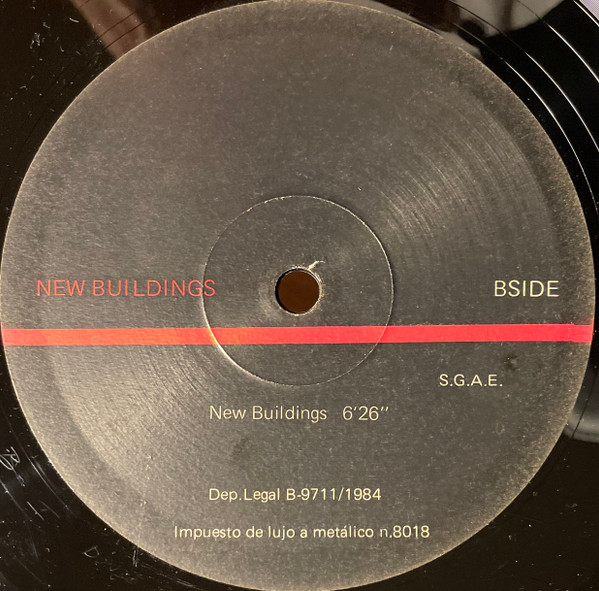 NEW BUILDINGS BSIDE
S.G.A.E.
New Buildings 6'26"
Dep.Legal B-9711/1984
Impuesto de lujo a metálico n.8018